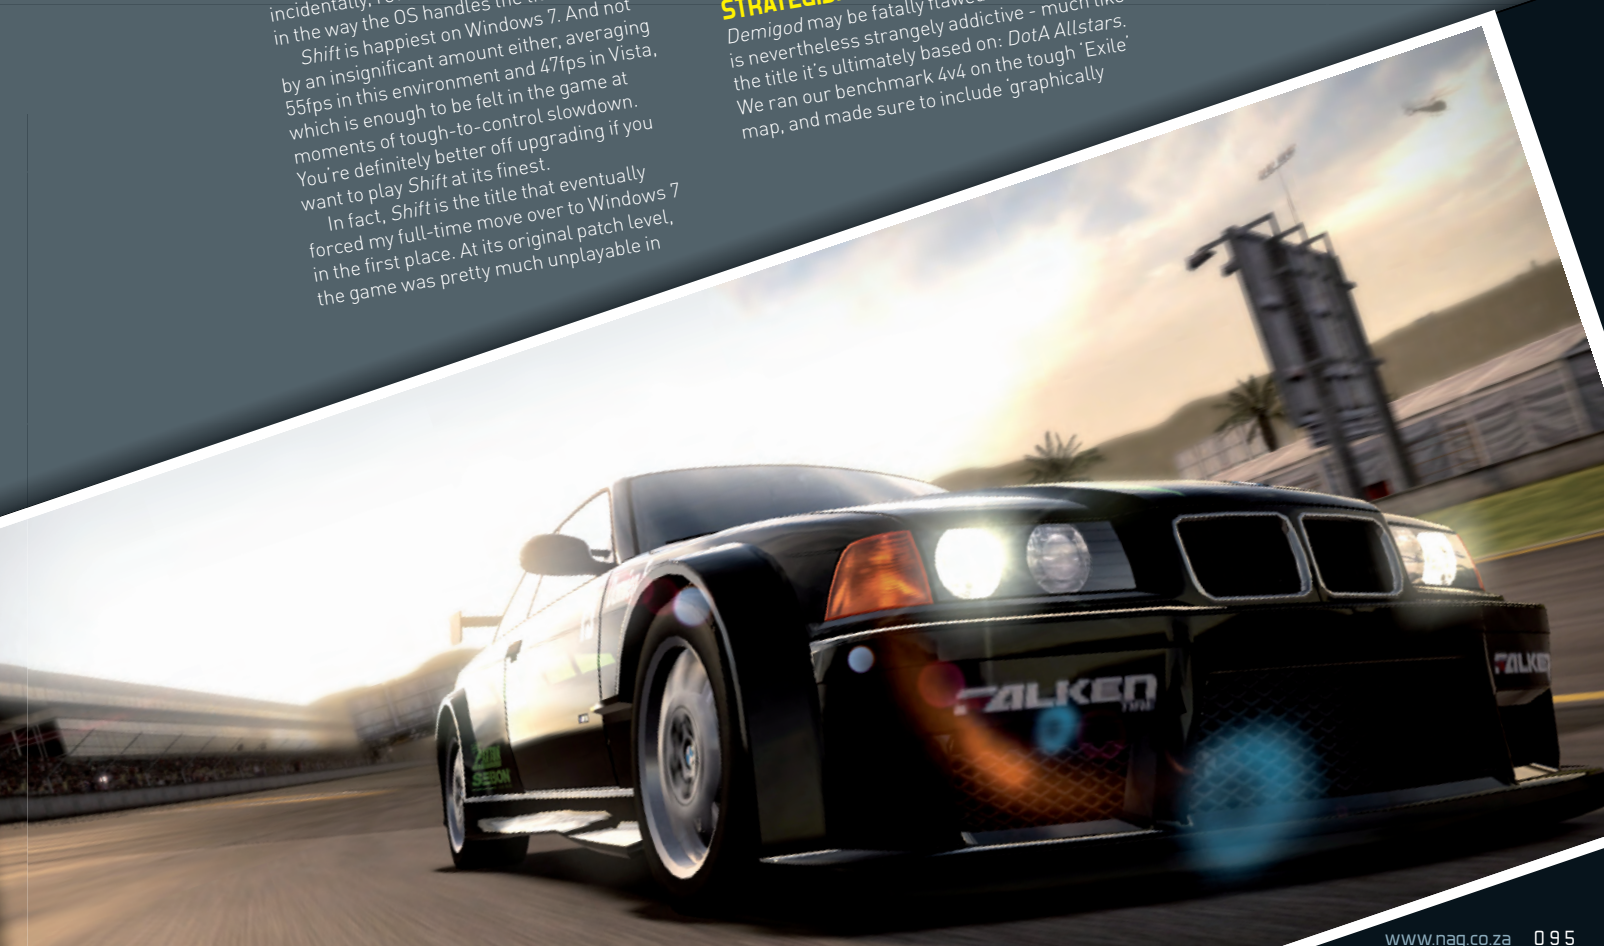 incidentally,
in the way the OS handles the
Shift is happiest on Windows 7. And not
by an insignificant amount either, averaging
55fps in this environment and 47fps in Vista,
which is enough to be felt in the game at
moments of tough-to-control slowdown.
You're definitely better off upgrading if you
want to play Shift at its finest.
In fact, Shift is the title that eventually
forced my full-time move over to Windows 7
in the first place. At its original patch level,
the game was pretty much unplayable in
Demigod may be fatally flawed
is nevertheless strangely addictive - much like
the title it's ultimately based on: DotA Allstars.
We ran our benchmark 4v4 on the tough 'Exile'
map, and made sure to include 'graphically
FALKEN
FALKEN
SEIBON
www.nag.co.za 095